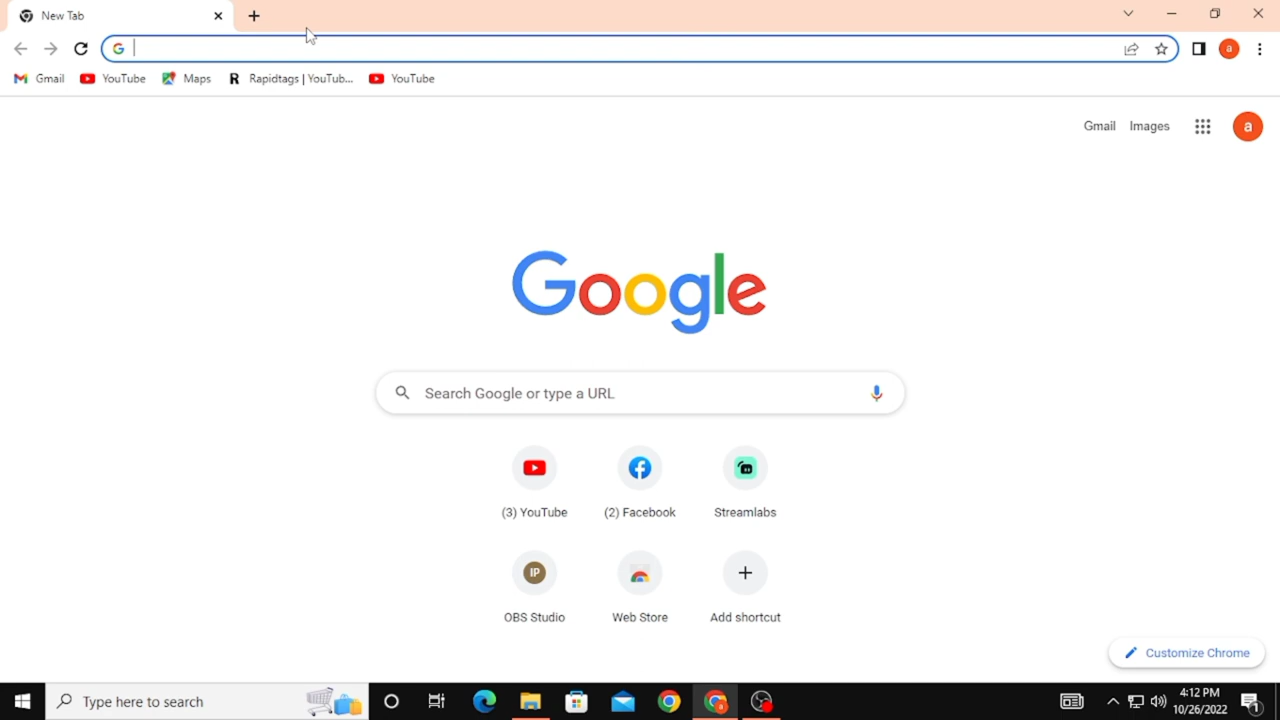 New Tab
Gmail YouTube Maps Rapidtags | YouTub... YouTube
Gmail Images a
Google
Search Google or type a URL
(3) YouTube (2) Facebook Streamlabs
IP
OBS Studio Web Store Add shortcut
Customize Chrome
Type here to search
4:12 PM
10/26/2022
1